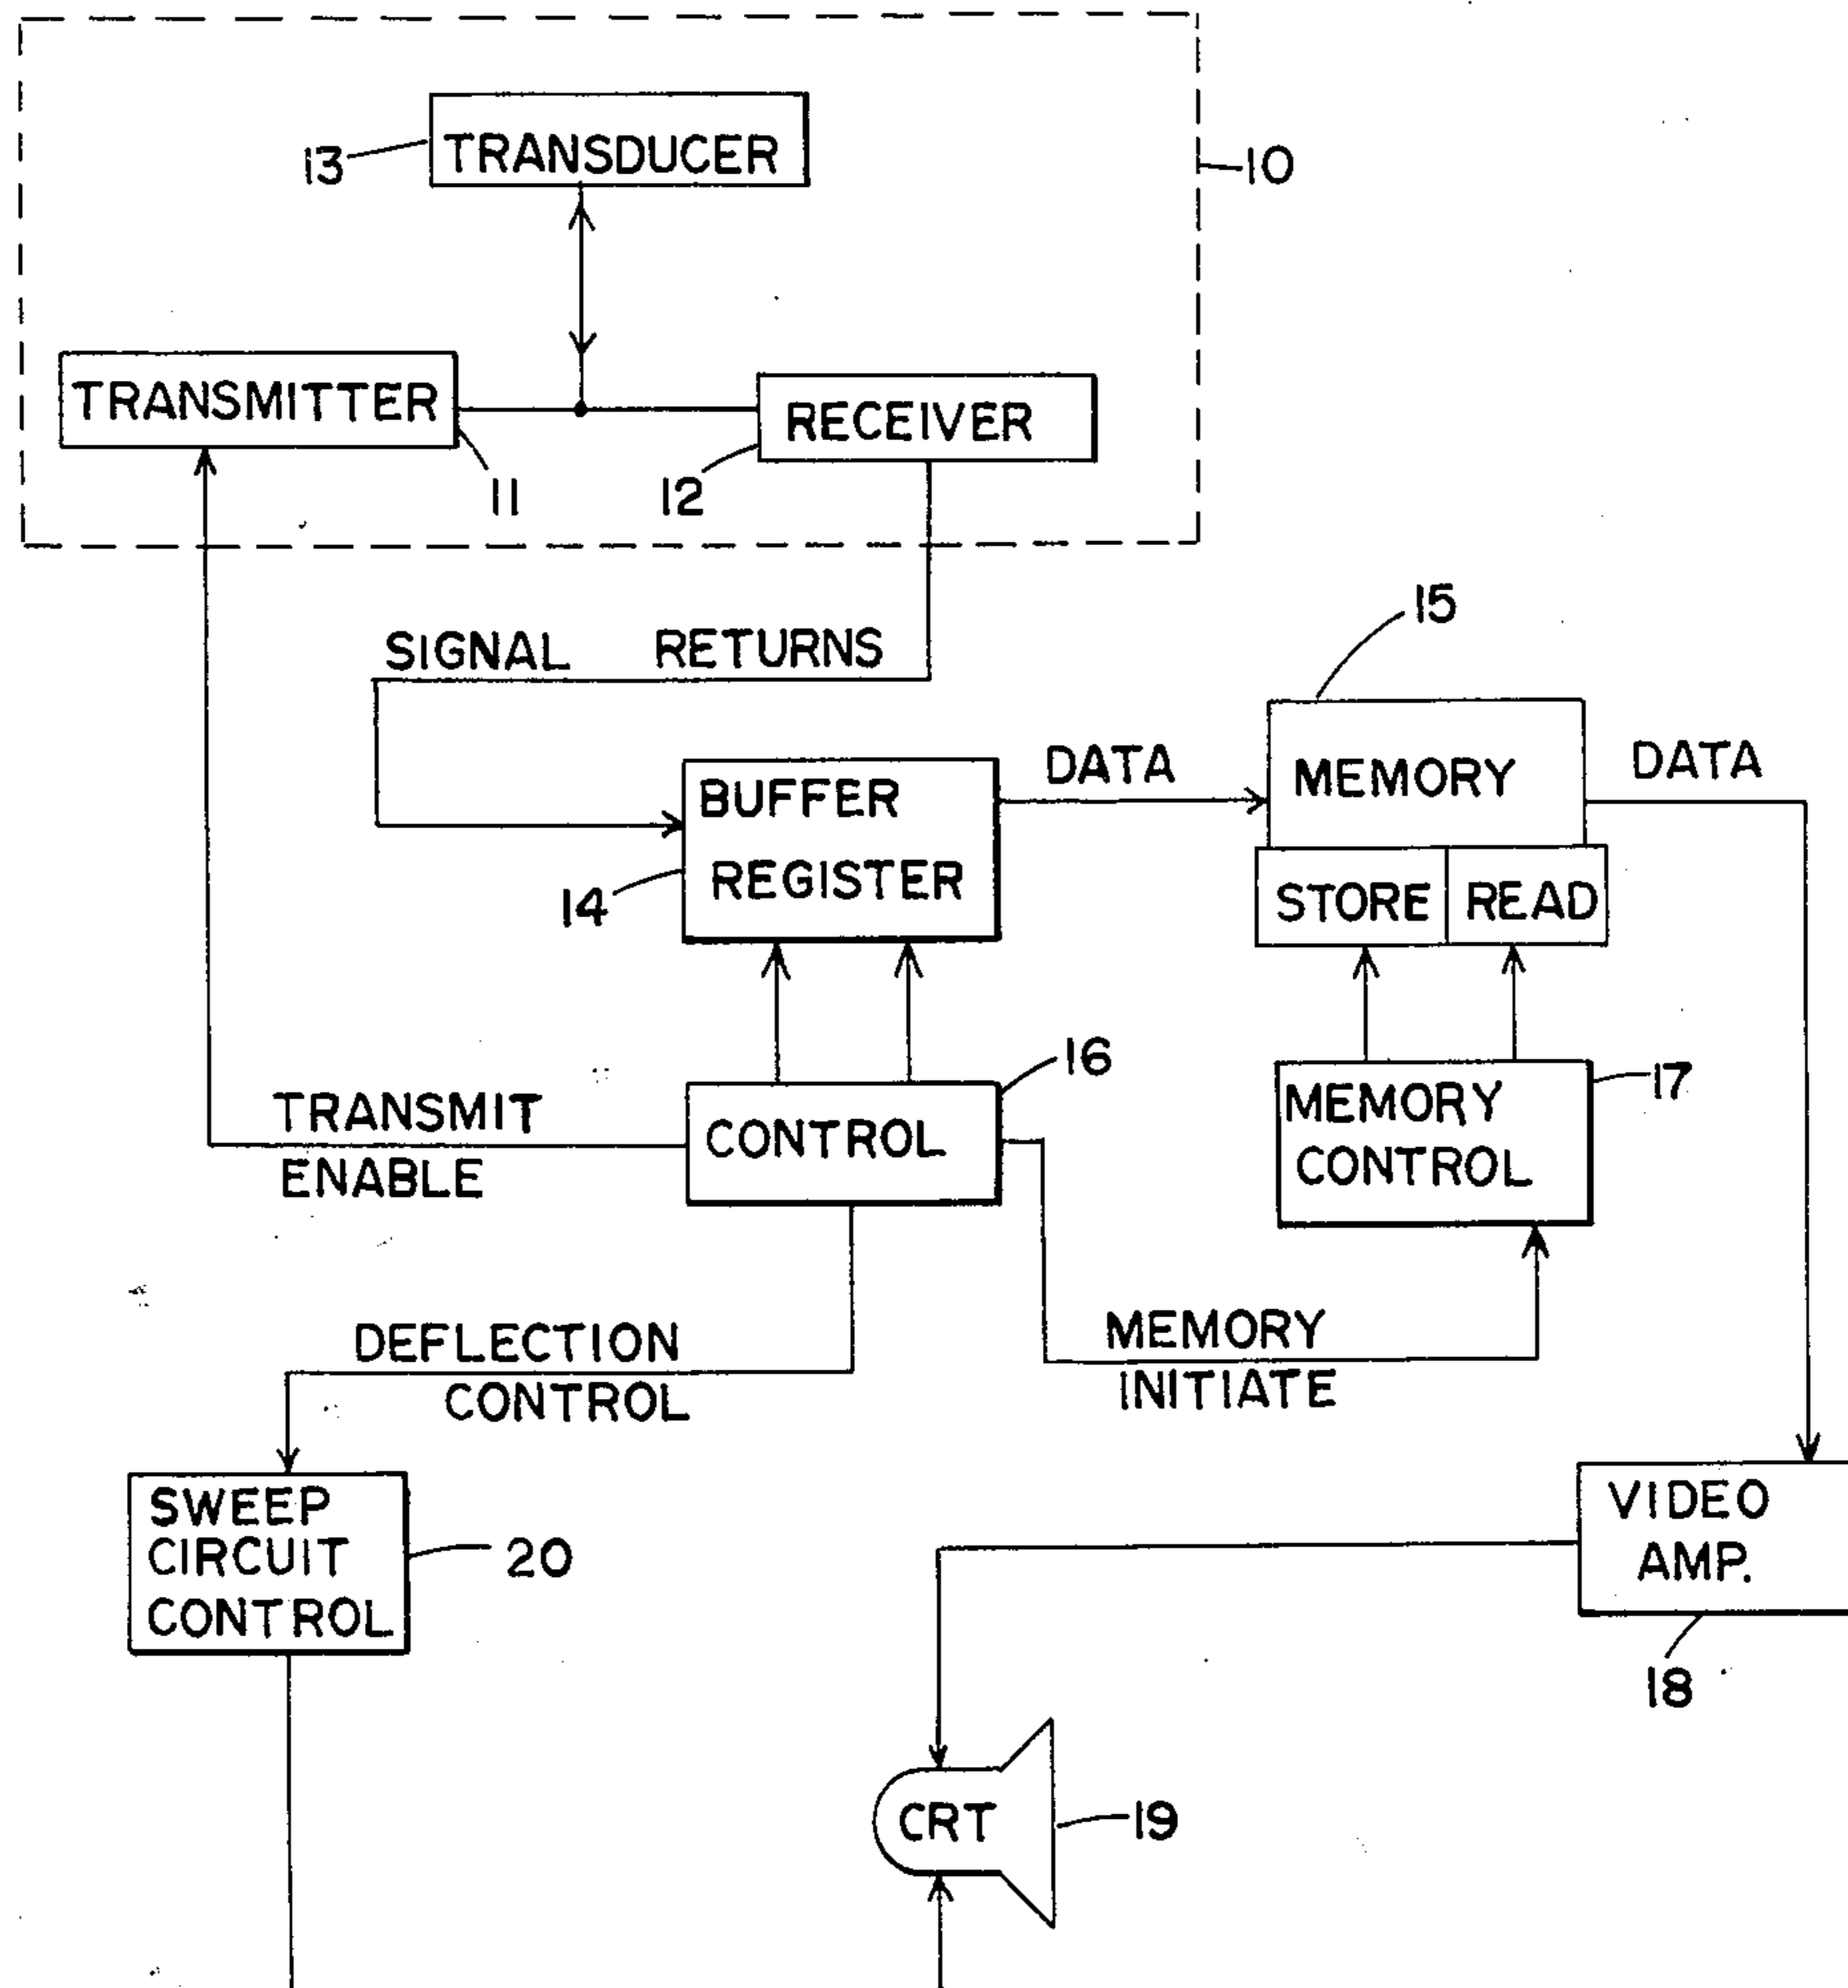 TRANSDUCER
13
10
TRANSMITTER
RECEIVER
11
12
SIGNAL RETURNS
15
BUFFER
REGISTER
14
DATA
MEMORY
DATA
STORE
READ
16
CONTROL
TRANSMIT
ENABLE
MEMORY
CONTROL
17
DEFLECTION
CONTROL
MEMORY
INITIATE
SWEEP
CIRCUIT
CONTROL
20
VIDEO
AMP.
18
CRT
19